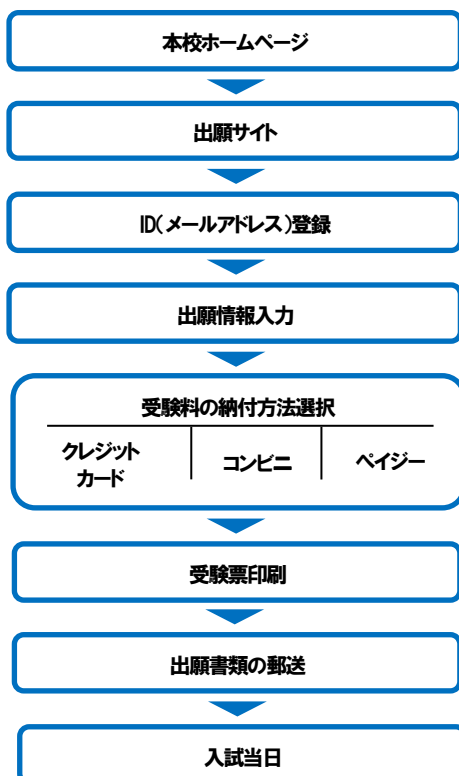 本校ホームページ
出願サイト
ID(メールアドレス)登録
出願情報入力
受験料の納付方法選択
クレジット
カード
コンビニ
ペイジー
受験票印刷
出願書類の郵送
入試当日